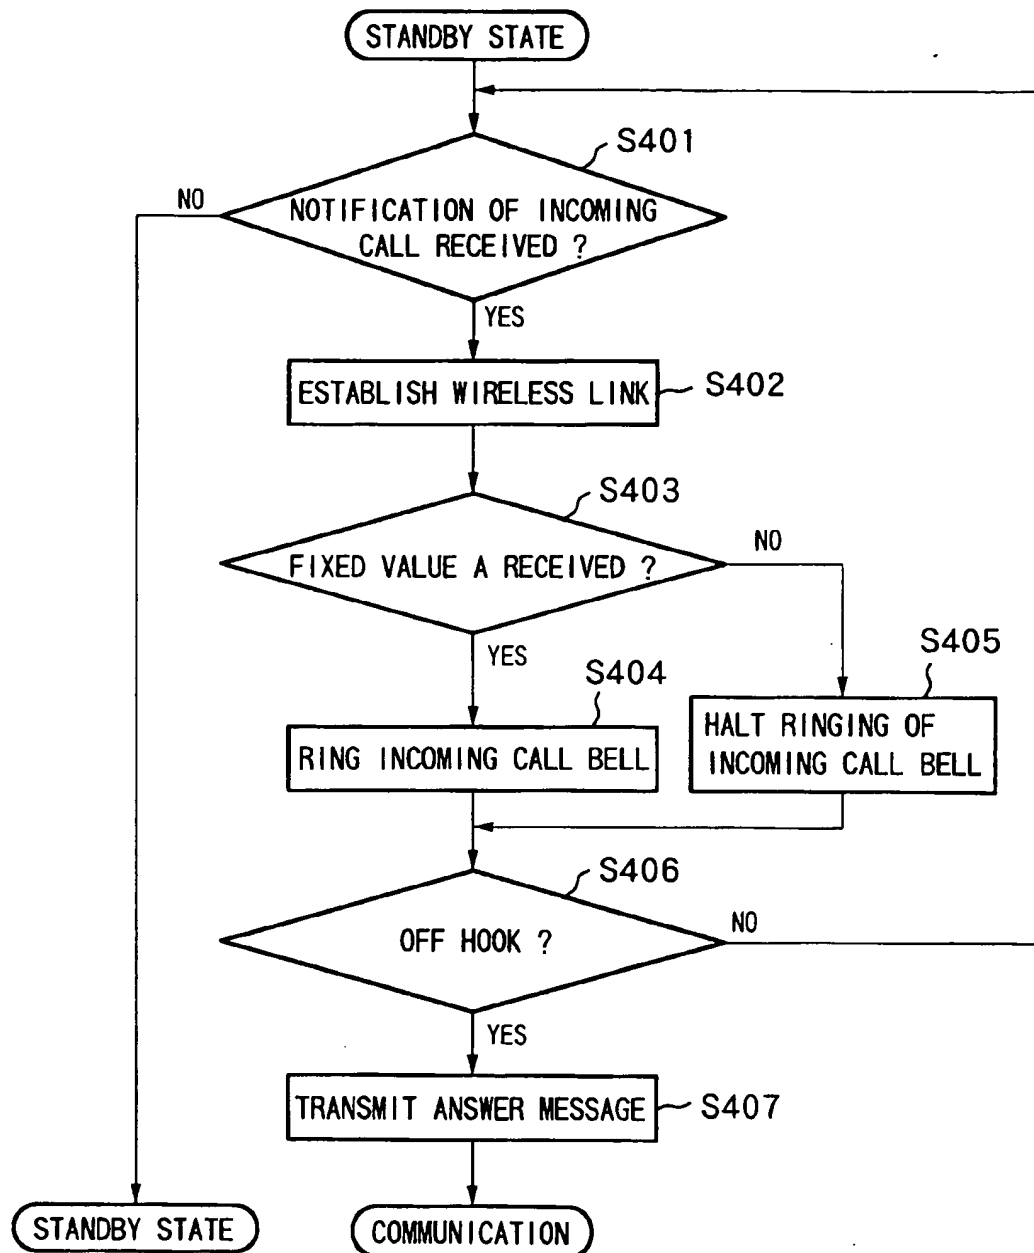 STANDBY STATE
S401
NO
NOTIFICATION OF INCOMING
CALL RECEIVED ?
YES
ESTABLISH WIRELESS LINK
S402
S403
FIXED VALUE A RECEIVED ?
NO
YES
S404
S405
RING INCOMING CALL BELL
HALT RINGING OF
INCOMING CALL BELL
S406
OFF HOOK ?
NO
YES
TRANSMIT ANSWER MESSAGE
S407
STANDBY STATE
COMMUNICATION